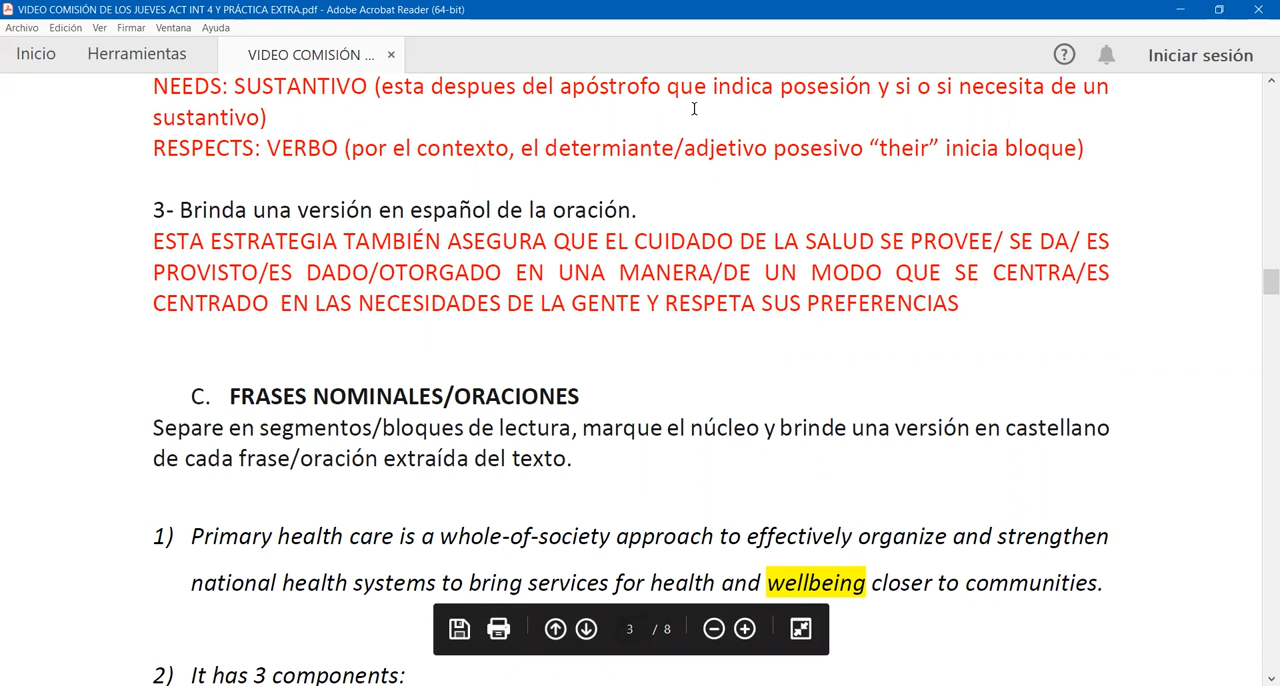 VIDEO COMISIÓN DE LOS JUEVES ACT INT 4 Y PRÁCTICA EXTRA.pdf - Adobe Acrobat Reader (64-bit)
Archivo Edición Ver Firmar Ventana Ayuda
Inicio Herramientas VIDEO COMISIÓN ... × Iniciar sesión
NEEDS: SUSTANTIVO (esta despues del apóstrofo que indica posesión y si o si necesita de un
sustantivo)
RESPECTS: VERBO (por el contexto, el determiante/adjetivo posesivo “their” inicia bloque)
3- Brinda una versión en español de la oración.
ESTA ESTRATEGIA TAMBIÉN ASEGURA QUE EL CUIDADO DE LA SALUD SE PROVEE/ SE DA/ ES
PROVISTO/ES DADO/OTORGADO EN UNA MANERA/DE UN MODO QUE SE CENTRA/ES
CENTRADO EN LAS NECESIDADES DE LA GENTE Y RESPETA SUS PREFERENCIAS
C. FRASES NOMINALES/ORACIONES
Separe en segmentos/bloques de lectura, marque el núcleo y brinde una versión en castellano
de cada frase/oración extraída del texto.
1) Primary health care is a whole-of-society approach to effectively organize and strengthen
national health systems to bring services for health and wellbeing closer to communities.
3 / 8
2) It has 3 components: